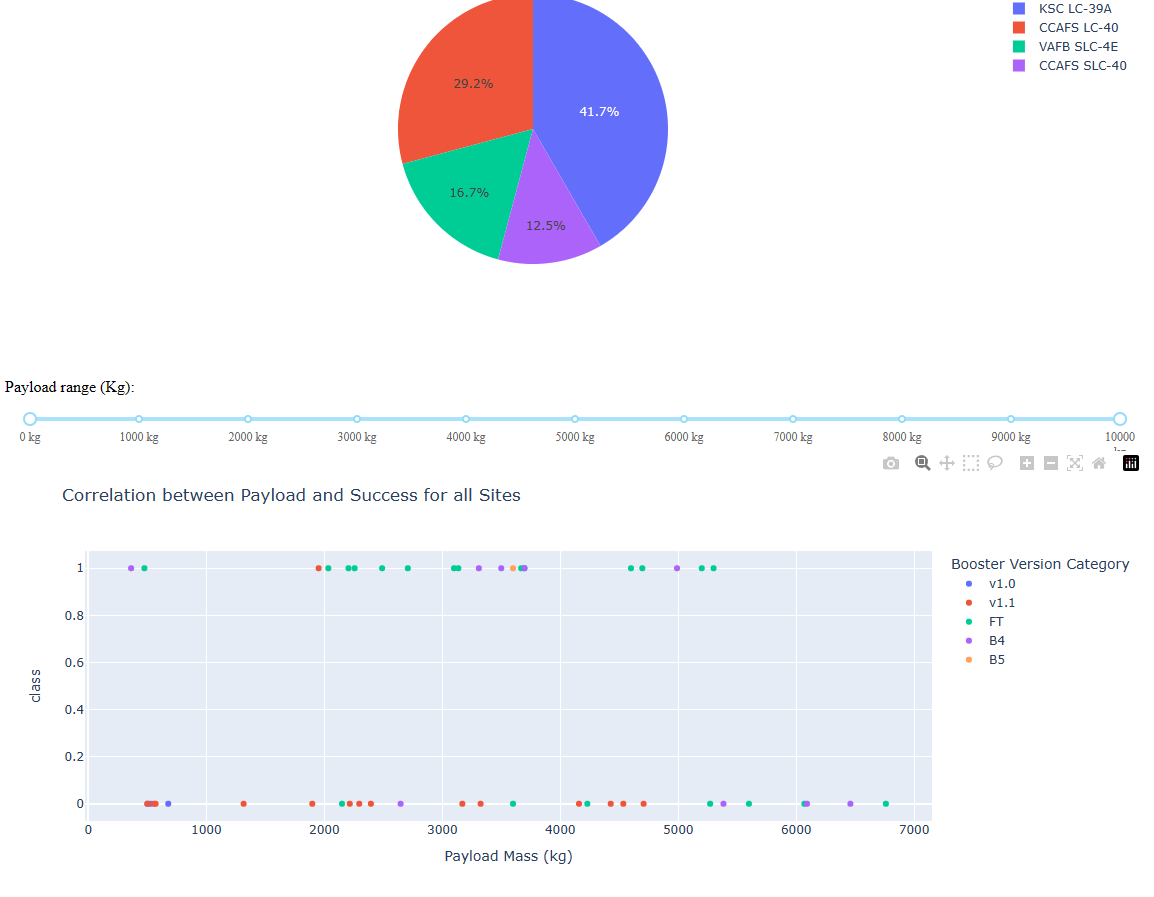 KSC LC-39A
CCAFS LC-40
VAFB SLC-4E
CCAFS SLC-40
29.2%
41.7%
16.7%
12.5%
Payload range (Kg):
0 kg 1000 kg 2000 kg 3000 kg 4000 kg 5000 kg 6000 kg 7000 kg 8000 kg 9000 kg 10000
Correlation between Payload and Success for all Sites
Booster Version Category
v1.0
v1.1
FT
B4
B5
1
0.8
0.6
0.4
0.2
0
class
0 1000 2000 3000 4000 5000 6000 7000
Payload Mass (kg)